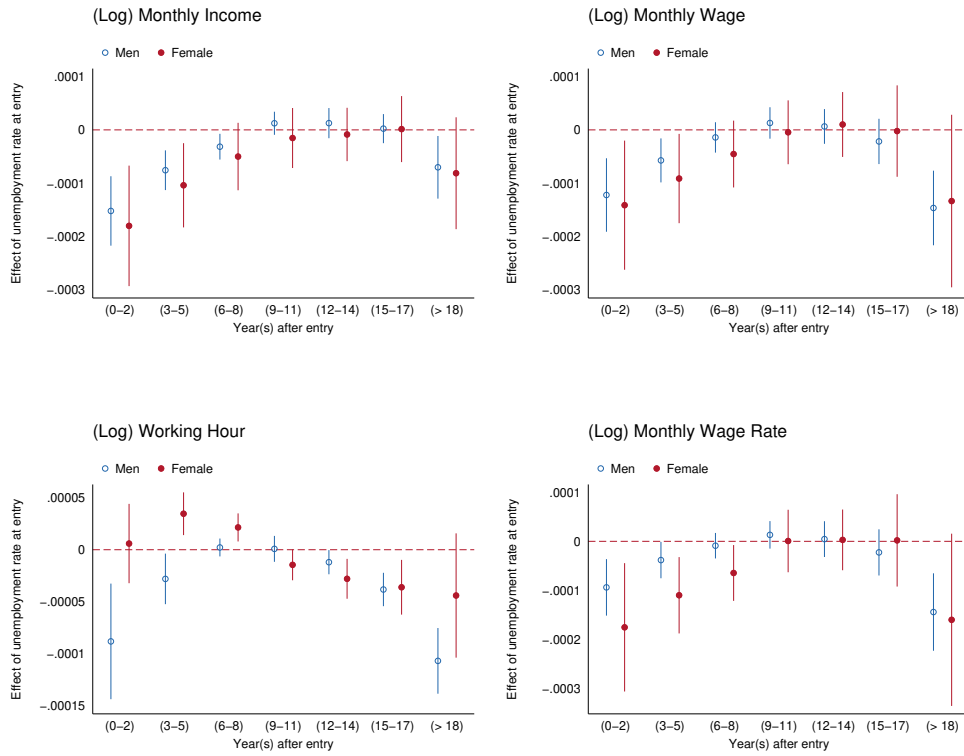 (Log) Monthly Income
Men Female
Effect of unemployment rate at entry
.0001
0
−.0001
−.0002
−.0003
(0−2) (3−5) (6−8) (9−11) (12−14) (15−17) (> 18)
Year(s) after entry
(Log) Monthly Wage
Men Female
Effect of unemployment rate at entry
.0001
0
−.0001
−.0002
−.0003
(0−2) (3−5) (6−8) (9−11) (12−14) (15−17) (> 18)
Year(s) after entry
(Log) Working Hour
Men Female
Effect of unemployment rate at entry
.00005
0
−.00005
−.0001
−.00015
(0−2) (3−5) (6−8) (9−11) (12−14) (15−17) (> 18)
Year(s) after entry
(Log) Monthly Wage Rate
Men Female
Effect of unemployment rate at entry
.0001
0
−.0001
−.0002
−.0003
(0−2) (3−5) (6−8) (9−11) (12−14) (15−17) (> 18)
Year(s) after entry